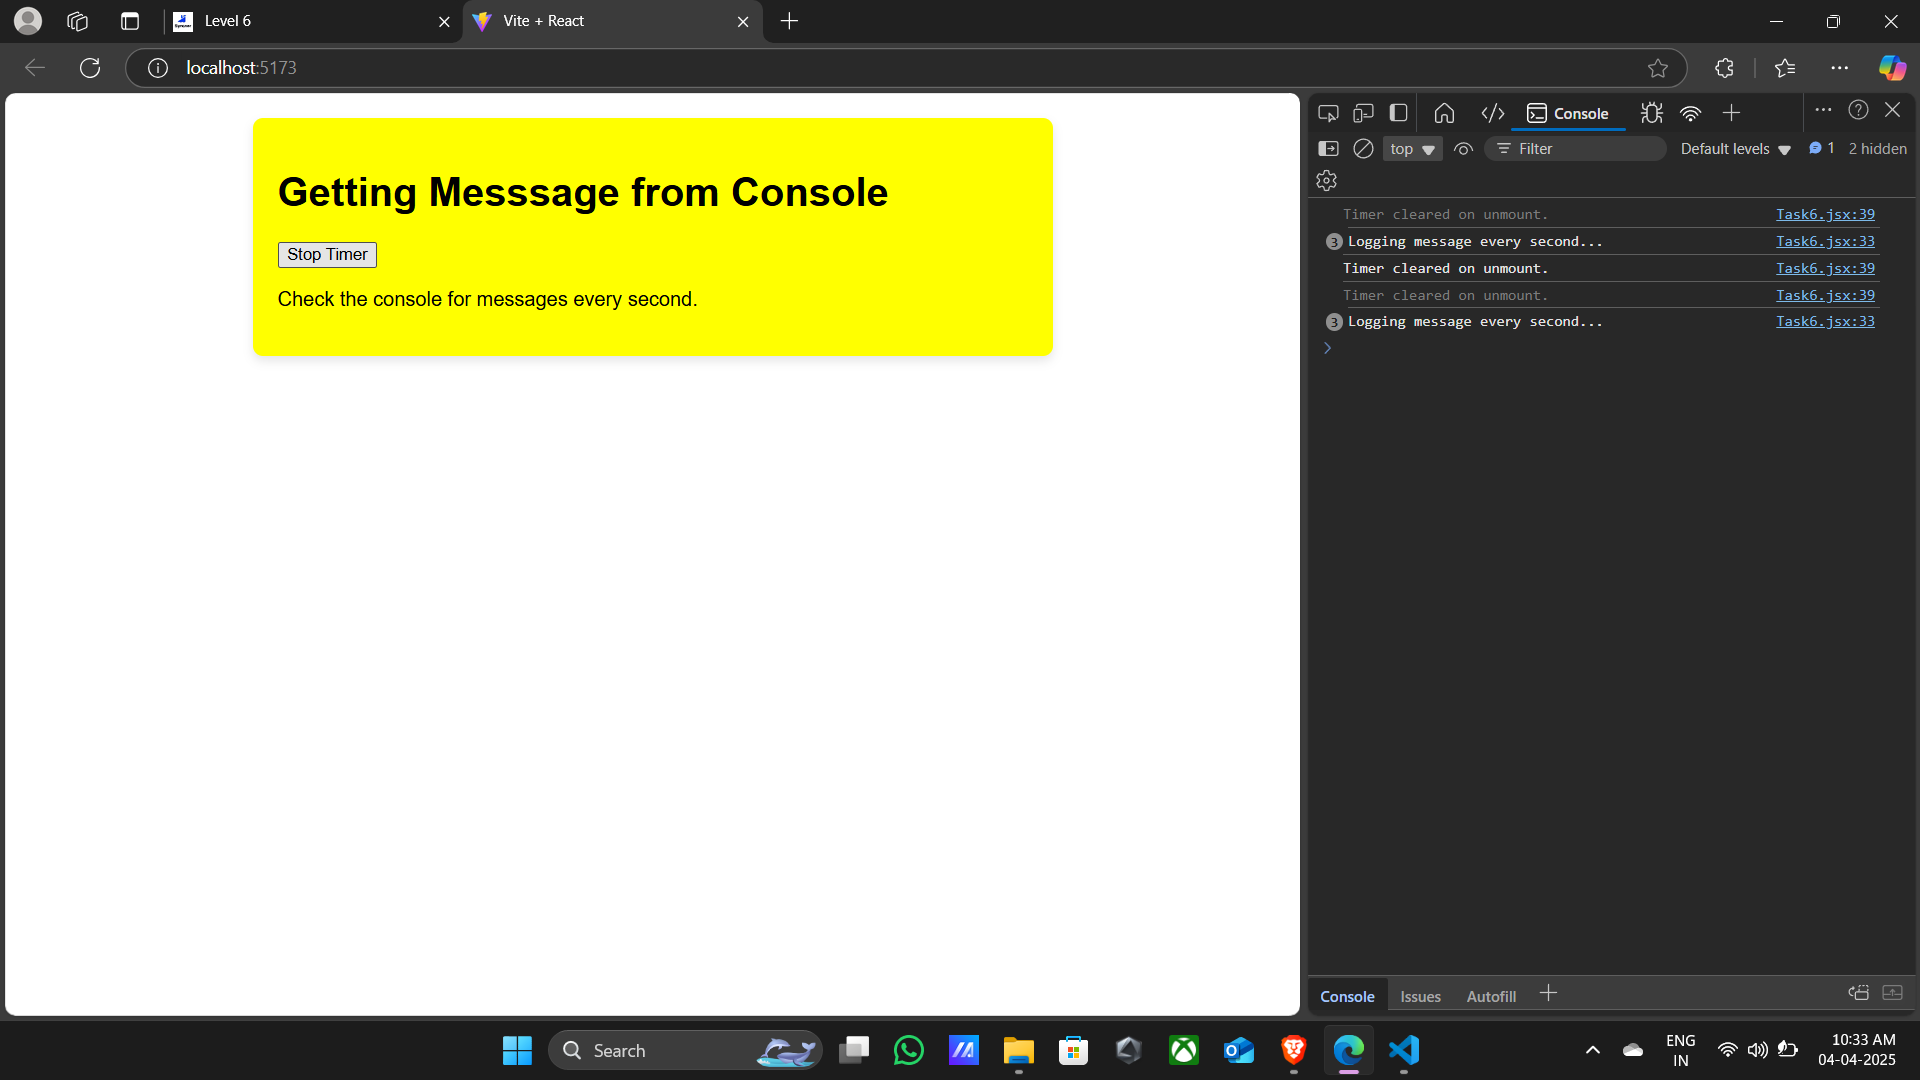 Level 6
Vite + React
localhost:5173
Getting Messsage from Console
Stop Timer
Check the console for messages every second.
Console
top
Filter
Default levels
1
2 hidden
Timer cleared on unmount. Task6.jsx:39
3 Logging message every second... Task6.jsx:33
Timer cleared on unmount. Task6.jsx:39
Timer cleared on unmount. Task6.jsx:39
3 Logging message every second... Task6.jsx:33
Console Issues Autofill
Search
ENG
IN
10:33 AM
04-04-2025